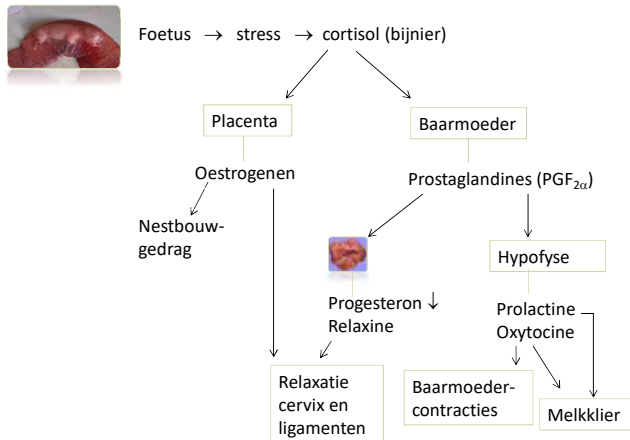 Foetus → stress → cortisol (bijnier)
Placenta
Baarmoeder
Oestrogenen
Prostaglandines (PGF2α)
Nestbouw-
gedrag
Hypofyse
Progesteron ↓
Relaxine
Prolactine
Oxytocine
Relaxatie
cervix en
ligamenten
Baarmoeder-
contracties
Melkklier